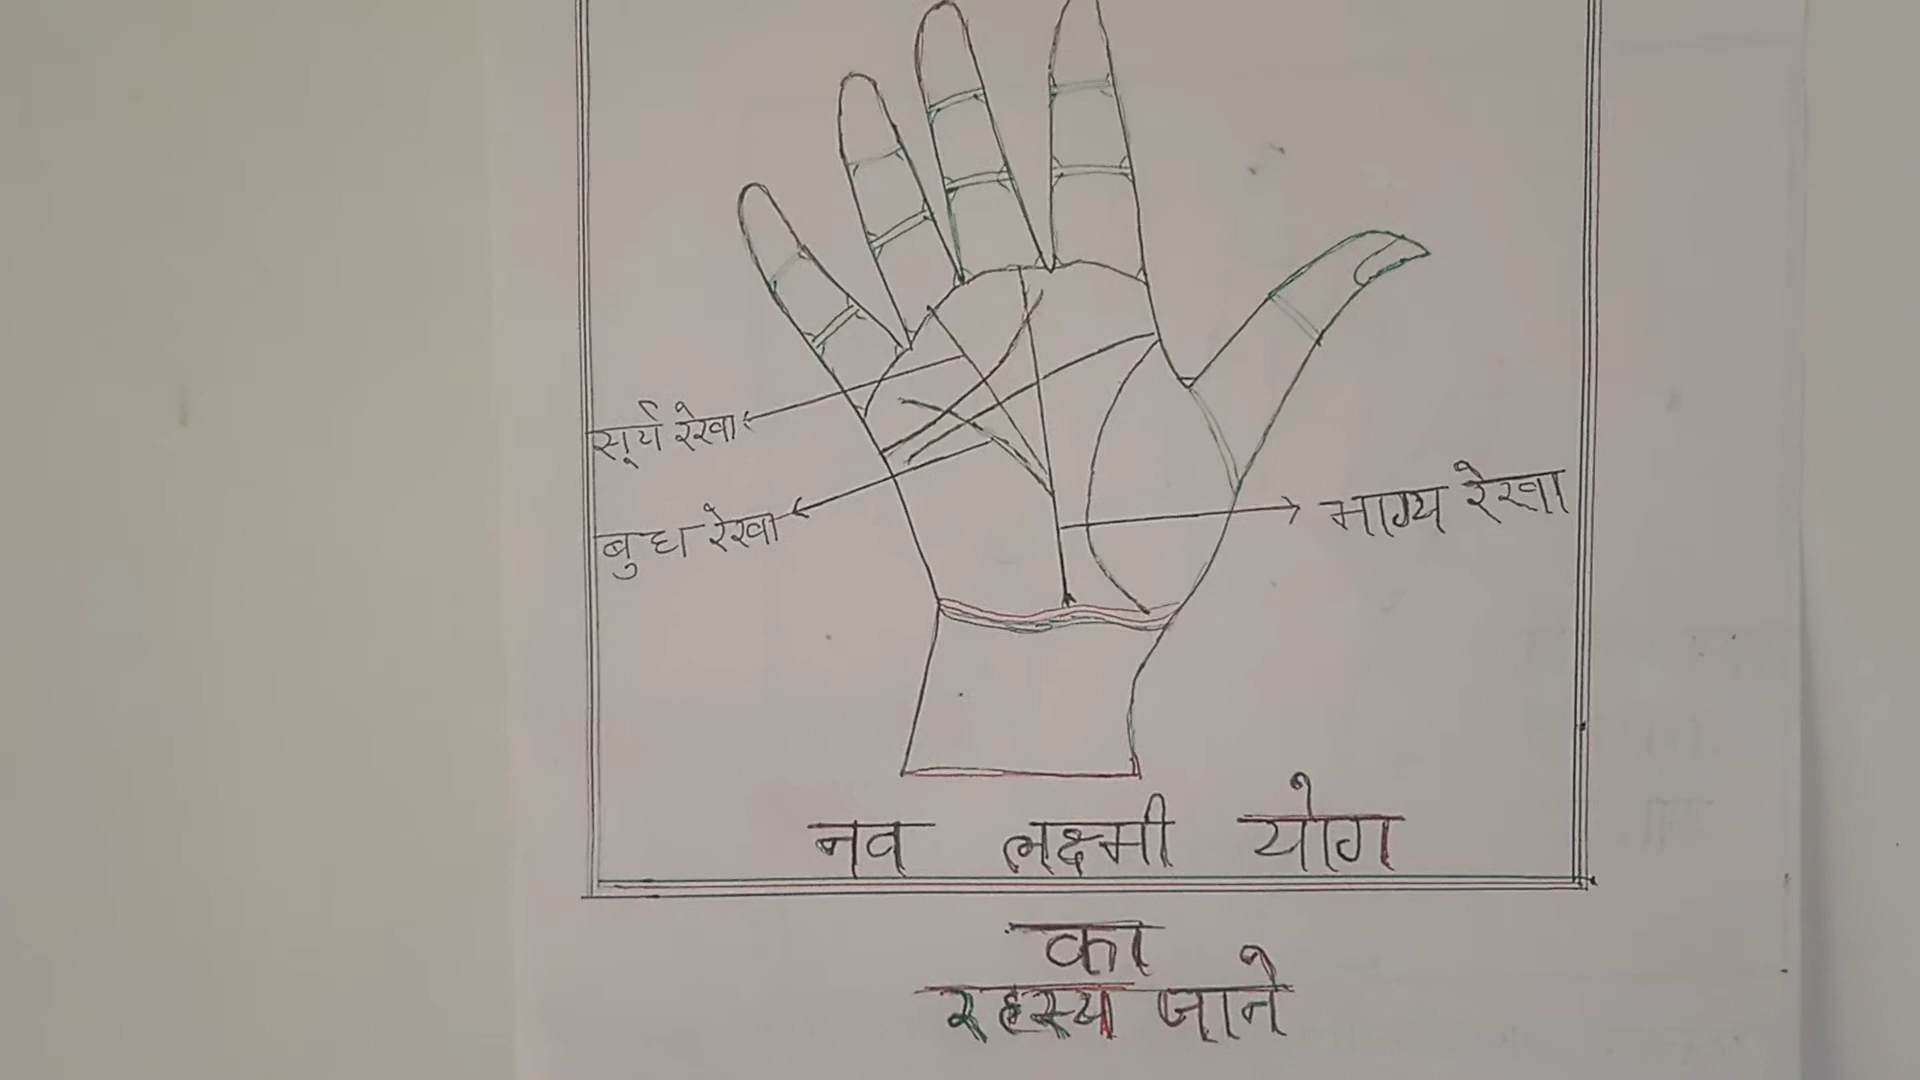 सूर्य रेखा
बुध रेखा
भाग्य रेखा
नव लक्ष्मी योग
का
रहस्य जाने